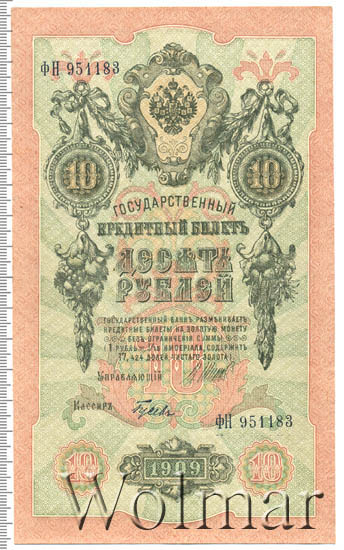 ФН 951183
10 10
ГОСУДАРСТВЕННЫЙ
КРЕДИТНЫЙ БИЛЕТЪ
ДЕСЯТЬ
РУБЛЕЙ
ГОСУДАРСТВЕННЫЙ БАНКЪ РАЗМѢНИВАЕТЪ
КРЕДИТНЫЕ БИЛЕТЫ НА ЗОЛОТУЮ МОНЕТУ
БЕЗЪ ОГРАНИЧЕНІЯ СУММЫ
(1 РУБЛЬ = 1/15 ИМПЕРІАЛА, СОДЕРЖИТЪ
17,424 ДОЛЕЙ ЧИСТАГО ЗОЛОТА).
Управляющій
10
Кассиръ
ФН 951183
10 1909 10
Wolmar